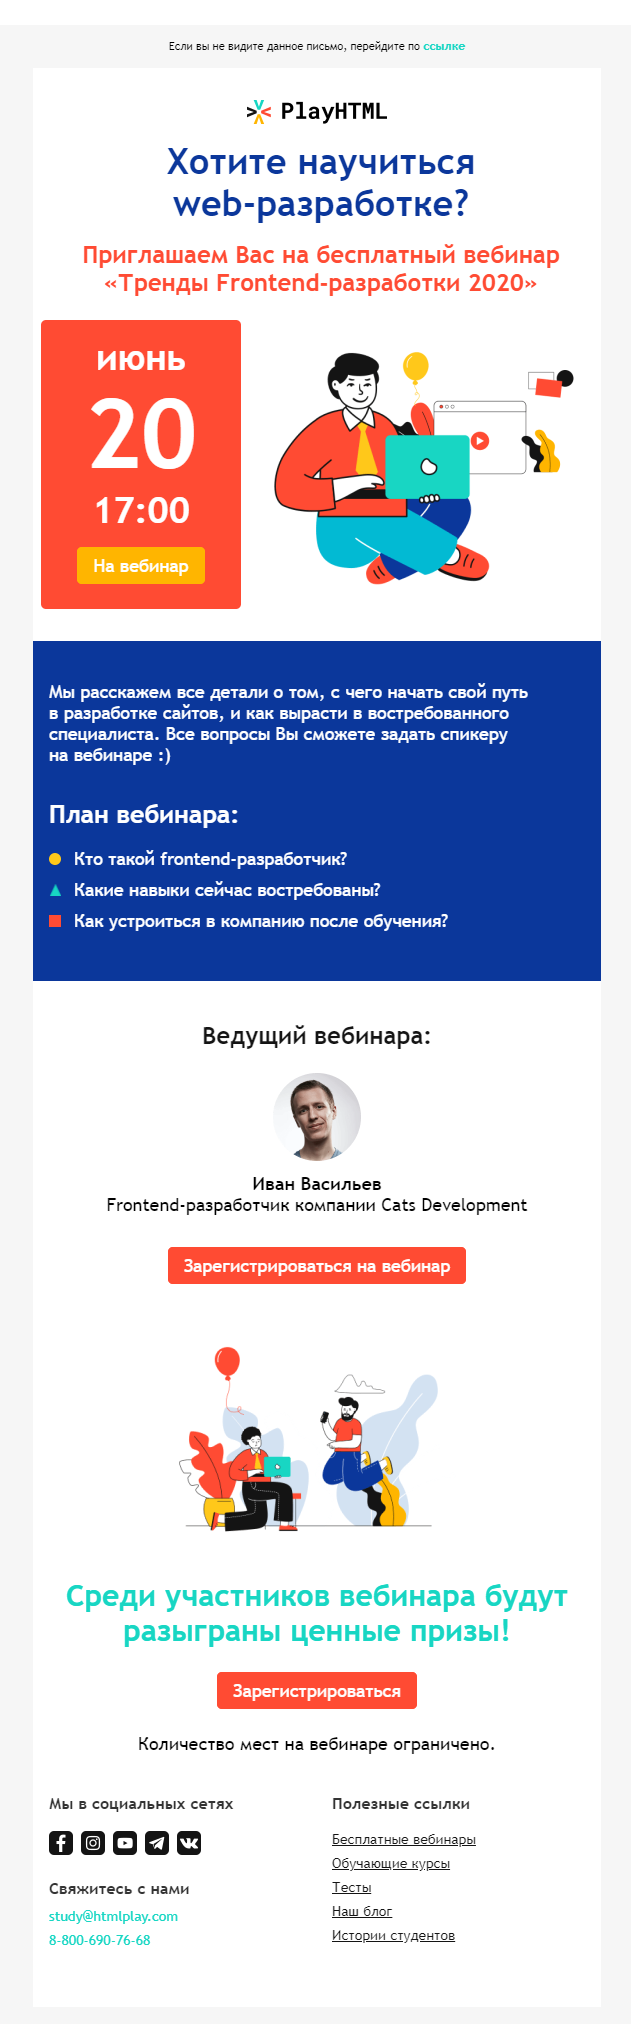 Если вы не видите данное письмо, перейдите по ссылке
PlayHTML
Хотите научиться
web-разработке?
Приглашаем Вас на бесплатный вебинар
«Тренды Frontend-разработки 2020»
июнь
20
17:00
На вебинар
Мы расскажем все детали о том, с чего начать свой путь
в разработке сайтов, и как вырасти в востребованного
специалиста. Все вопросы Вы сможете задать спикеру
на вебинаре :)
План вебинара:
Кто такой frontend-разработчик?
Какие навыки сейчас востребованы?
Как устроиться в компанию после обучения?
Ведущий вебинара:
Иван Васильев
Frontend-разработчик компании Cats Development
Зарегистрироваться на вебинар
Среди участников вебинара будут
разыграны ценные призы!
Зарегистрироваться
Количество мест на вебинаре ограничено.
Мы в социальных сетях
Свяжитесь с нами
study@htmlplay.com
8-800-690-76-68
Полезные ссылки
Бесплатные вебинары
Обучающие курсы
Тесты
Наш блог
Истории студентов